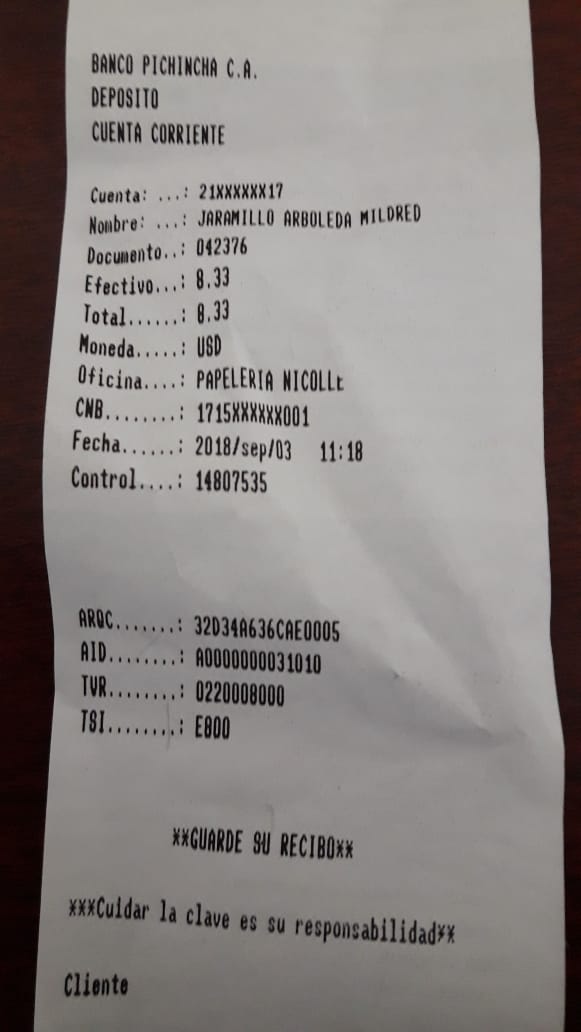 BANCO PICHINCHA C.A.
DEPOSITO
CUENTA CORRIENTE
Cuenta: ...: 21XXXXXX17
Nombre: ...: JARAMILLO ARBOLEDA MILDRED
Documento..: 042376
Efectivo...: 8.33
Total......: 8.33
Moneda.....: USD
Oficina....: PAPELERIA NICOLLE
CNB........: 1715XXXXXX001
Fecha......: 2018/sep/03 11:18
Control....: 14807535
ARQC.......: 32D34A636CAE0005
AID........: A0000000031010
TVR........: 0220008000
TSI........: E800
**GUARDE SU RECIBO**
***Cuidar la clave es su responsabilidad**
Cliente